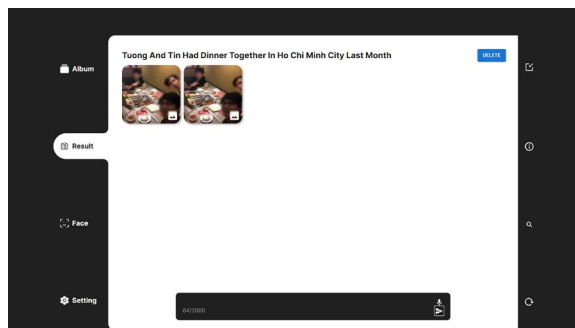 Album
Result
Face
Setting
Tuong And Tin Had Dinner Together In Ho Chi Minh City Last Month
DELETE
64/2000